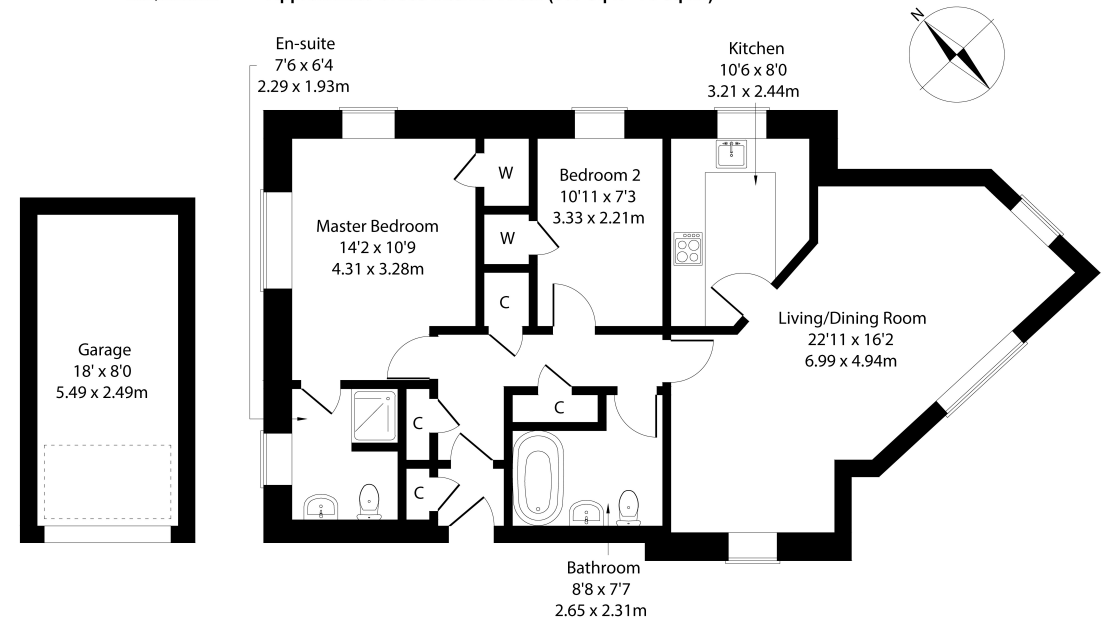 N
En-suite
7'6 x 6'4
2.29 x 1.93m
Kitchen
10'6 x 8'0
3.21 x 2.44m
W
Bedroom 2
10'11 x 7'3
3.33 x 2.21m
Master Bedroom
14'2 x 10'9
4.31 x 3.28m
W
C
Living/Dining Room
22'11 x 16'2
6.99 x 4.94m
Garage
18' x 8'0
5.49 x 2.49m
C
C
C
Bathroom
8'8 x 7'7
2.65 x 2.31m